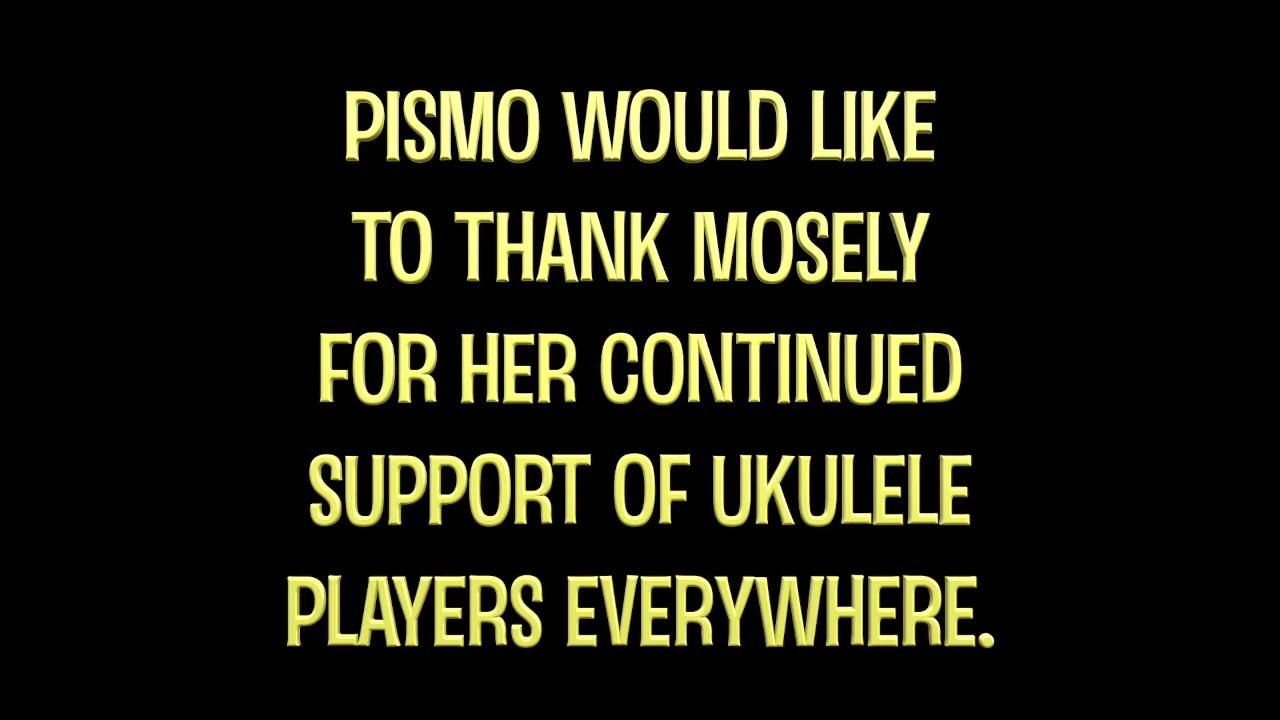 PISMO WOULD LIKE
TO THANK MOSELY
FOR HER CONTINUED
SUPPORT OF UKULELE
PLAYERS EVERYWHERE.